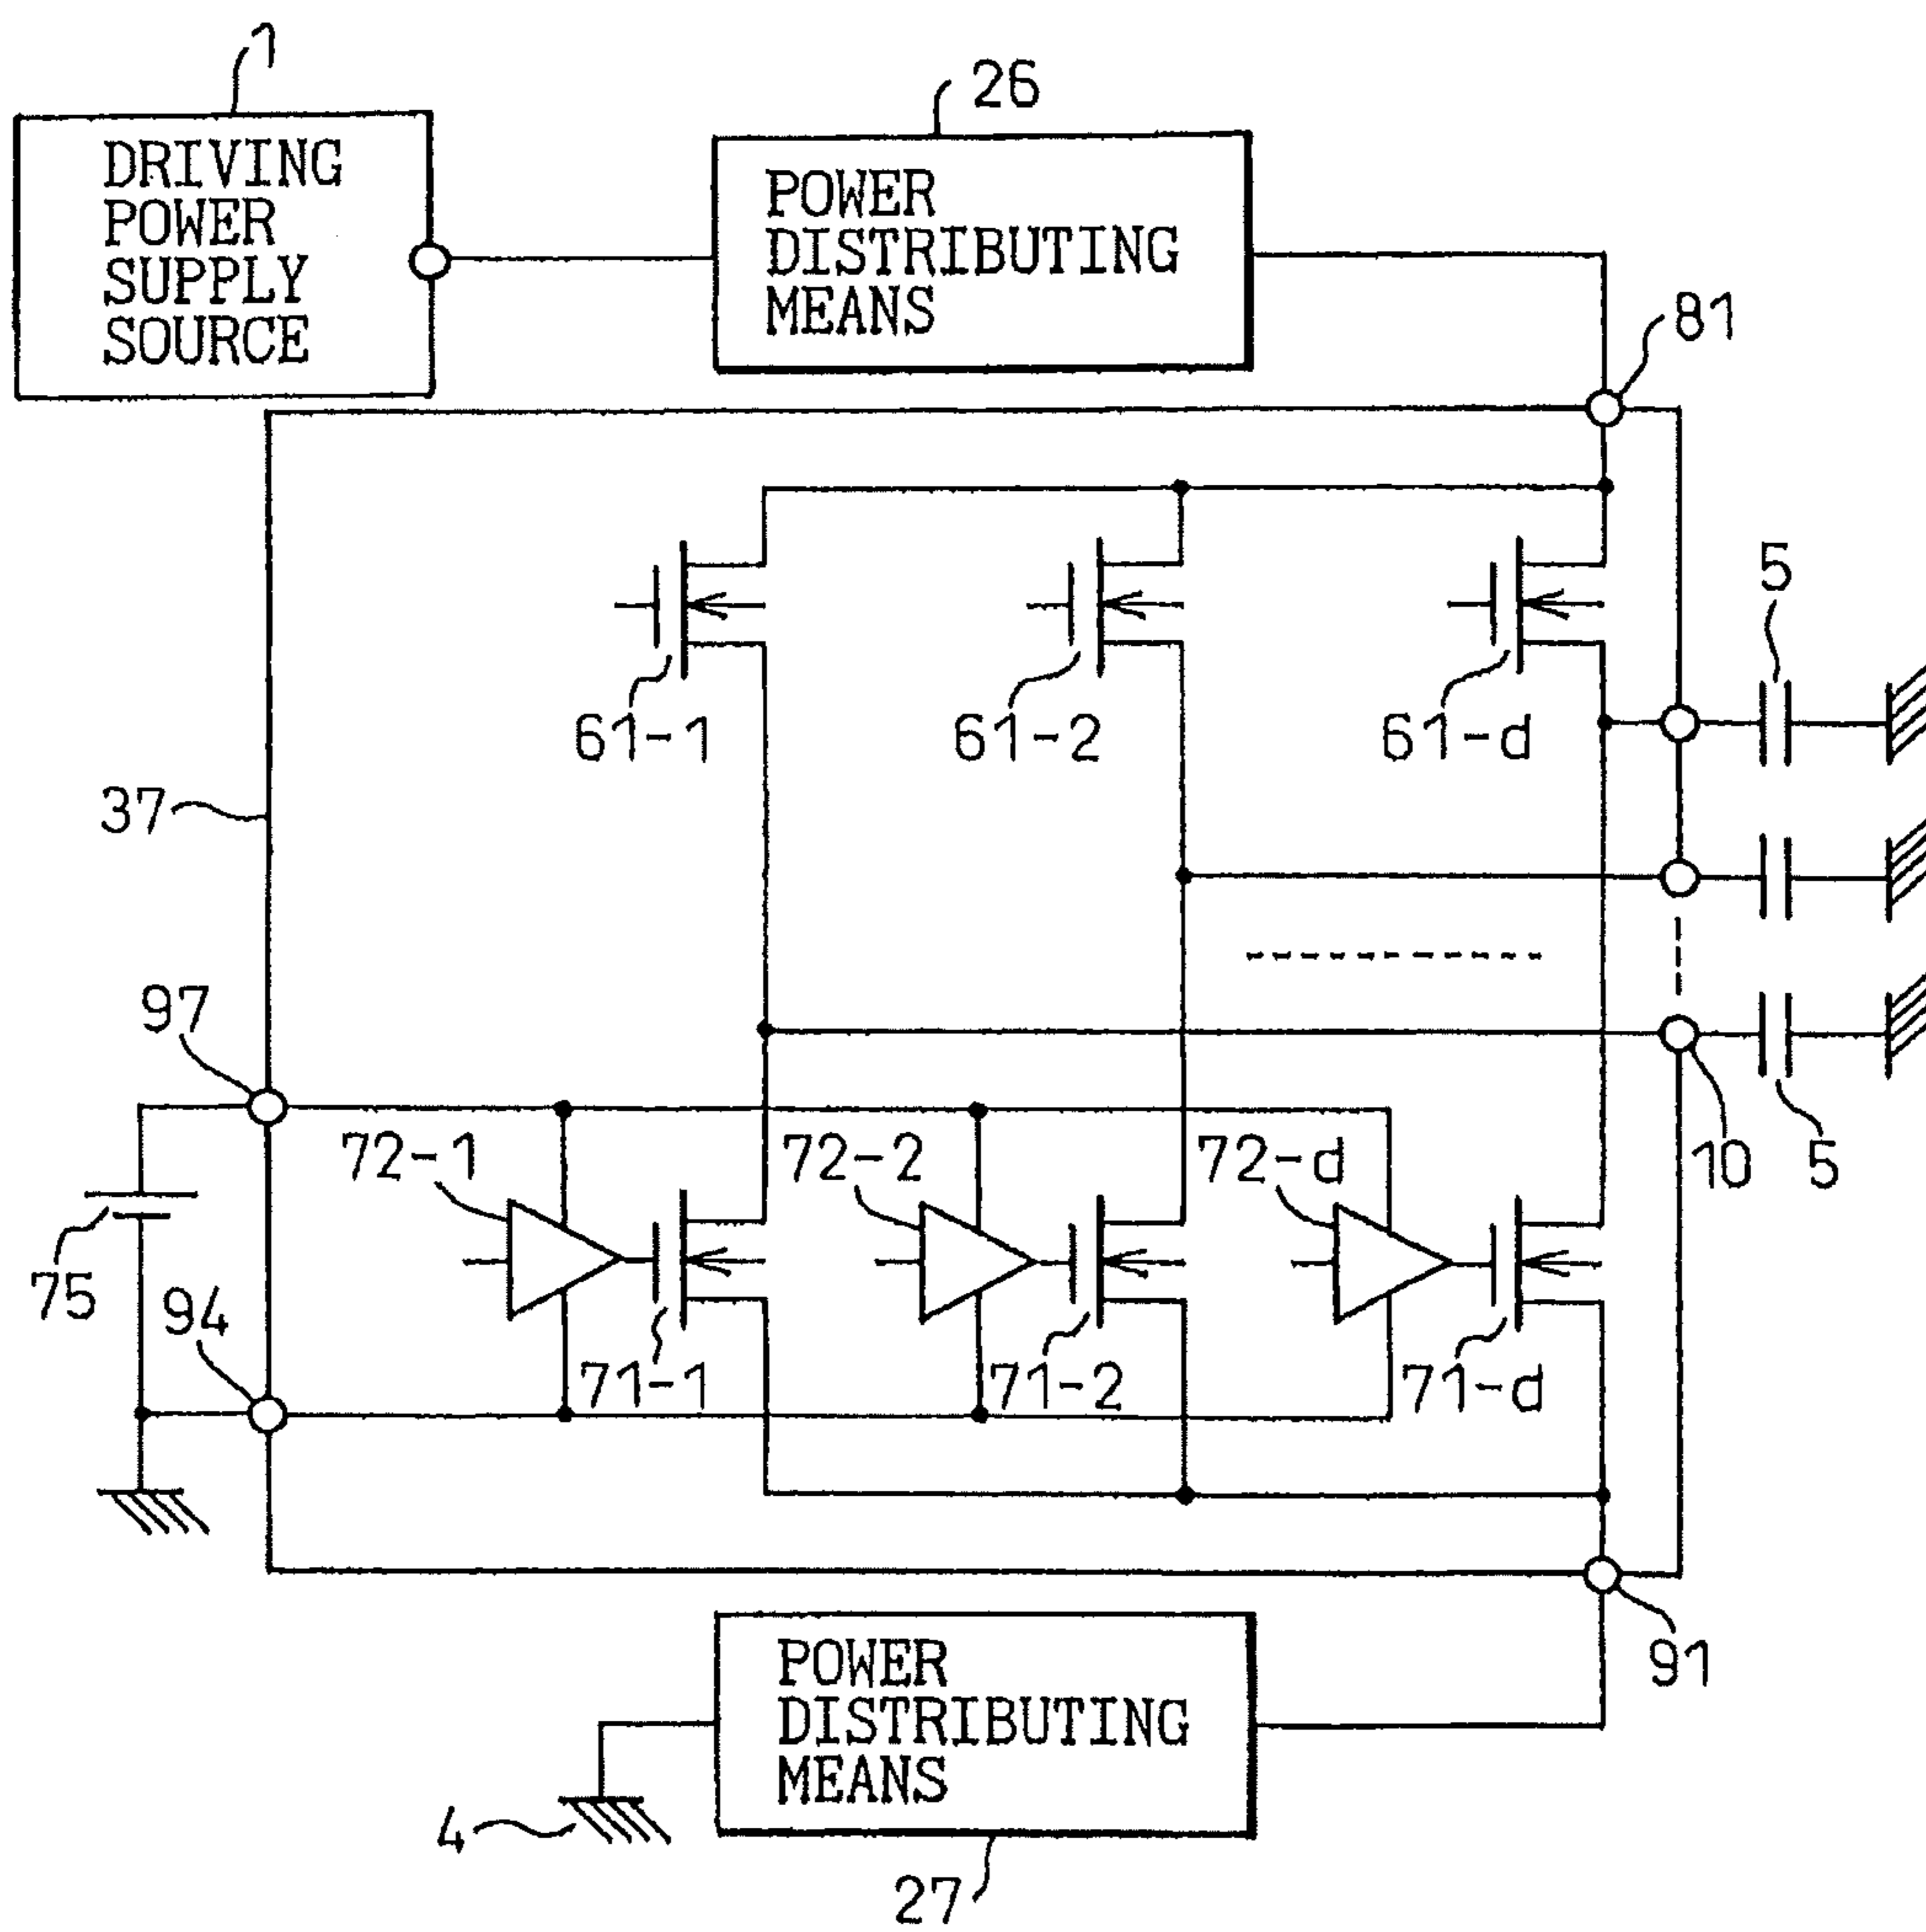 1
26
DRIVING
POWER
SUPPLY
SOURCE
POWER
DISTRIBUTING
MEANS
81
5
61-1
61-2
61-d
37
97
72-1
72-2
72-d
10
5
75
94
71-1
71-2
71-d
91
POWER
DISTRIBUTING
MEANS
4
27